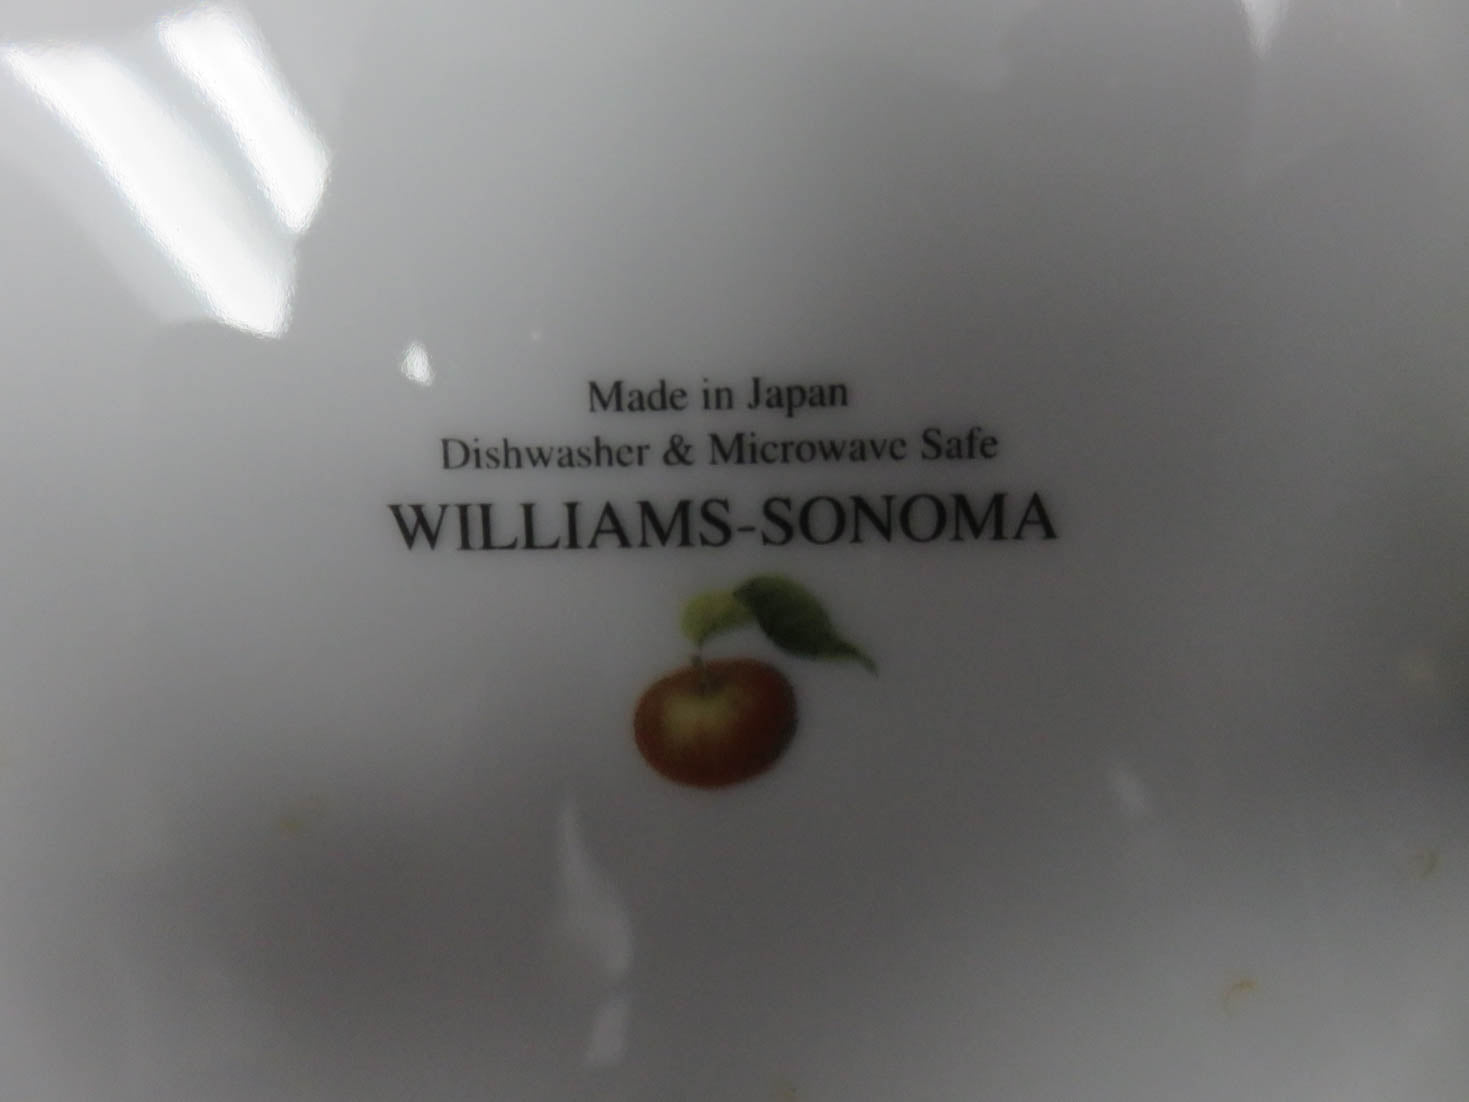 Made in Japan
Dishwasher & Microwave Safe
WILLIAMS-SONOMA